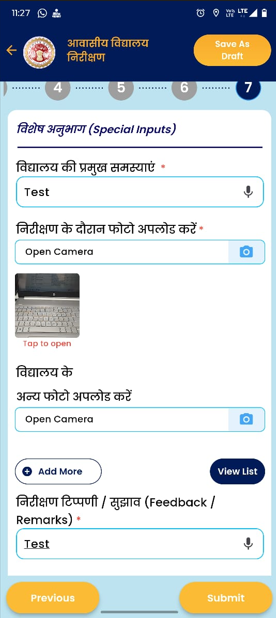 11:27
LTE
आवासीय विद्यालय
निरीक्षण
Save As
Draft
4
5
6
7
विशेष अनुभाग (Special Inputs)
विद्यालय की प्रमुख समस्याएं *
Test
निरीक्षण के दौरान फोटो अपलोड करें *
Open Camera
Tap to open
विद्यालय के
अन्य फोटो अपलोड करें
Open Camera
Add More
View List
निरीक्षण टिप्पणी / सुझाव (Feedback /
Remarks) *
Test
Previous
Submit